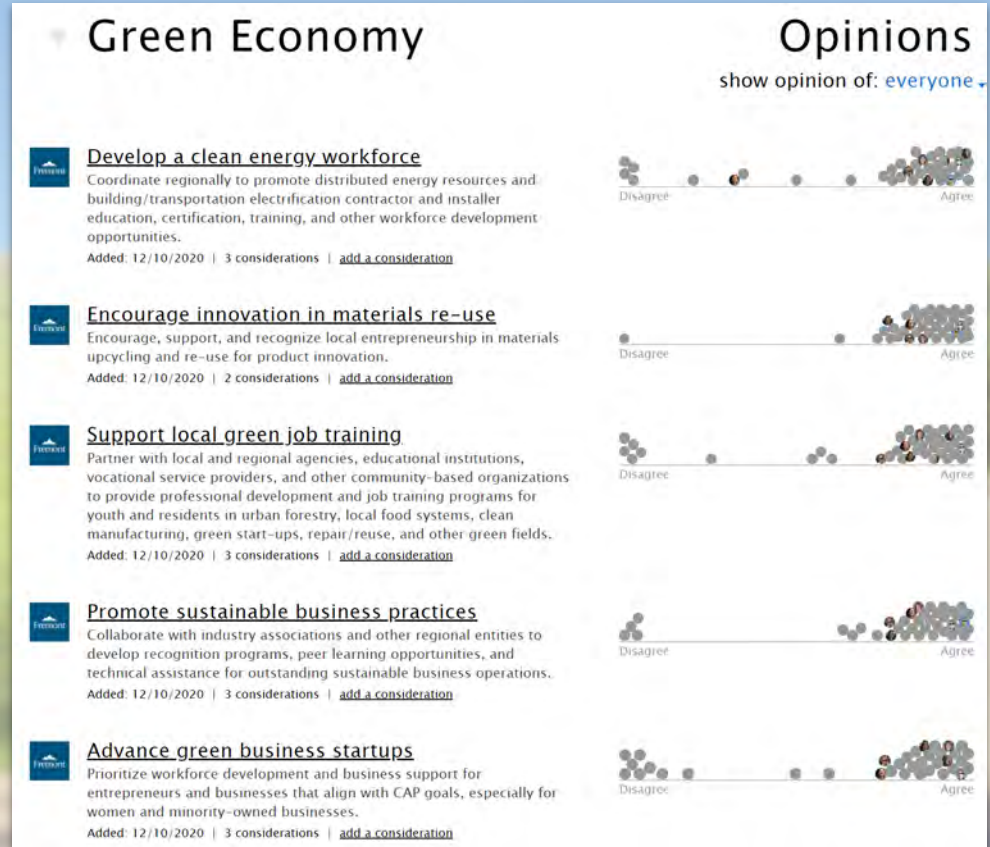 Green Economy
Opinions
show opinion of: everyone
Fremont
Develop a clean energy workforce
Coordinate regionally to promote distributed energy resources and
building/transportation electrification contractor and installer
education, certification, training, and other workforce development
opportunities.
Added: 12/10/2020 | 3 considerations | add a consideration
Disagree
Agree
Fremont
Encourage innovation in materials re-use
Encourage, support, and recognize local entrepreneurship in materials
upcycling and re-use for product innovation.
Added: 12/10/2020 | 2 considerations | add a consideration
Disagree
Agree
Fremont
Support local green job training
Partner with local and regional agencies, educational institutions,
vocational service providers, and other community-based organizations
to provide professional development and job training programs for
youth and residents in urban forestry, local food systems, clean
manufacturing, green start-ups, repair/reuse, and other green fields.
Added: 12/10/2020 | 3 considerations | add a consideration
Disagree
Agree
Fremont
Promote sustainable business practices
Collaborate with industry associations and other regional entities to
develop recognition programs, peer learning opportunities, and
technical assistance for outstanding sustainable business operations.
Added: 12/10/2020 | 3 considerations | add a consideration
Disagree
Agree
Fremont
Advance green business startups
Prioritize workforce development and business support for
entrepreneurs and businesses that align with CAP goals, especially for
women and minority-owned businesses.
Added: 12/10/2020 | 3 considerations | add a consideration
Disagree
Agree